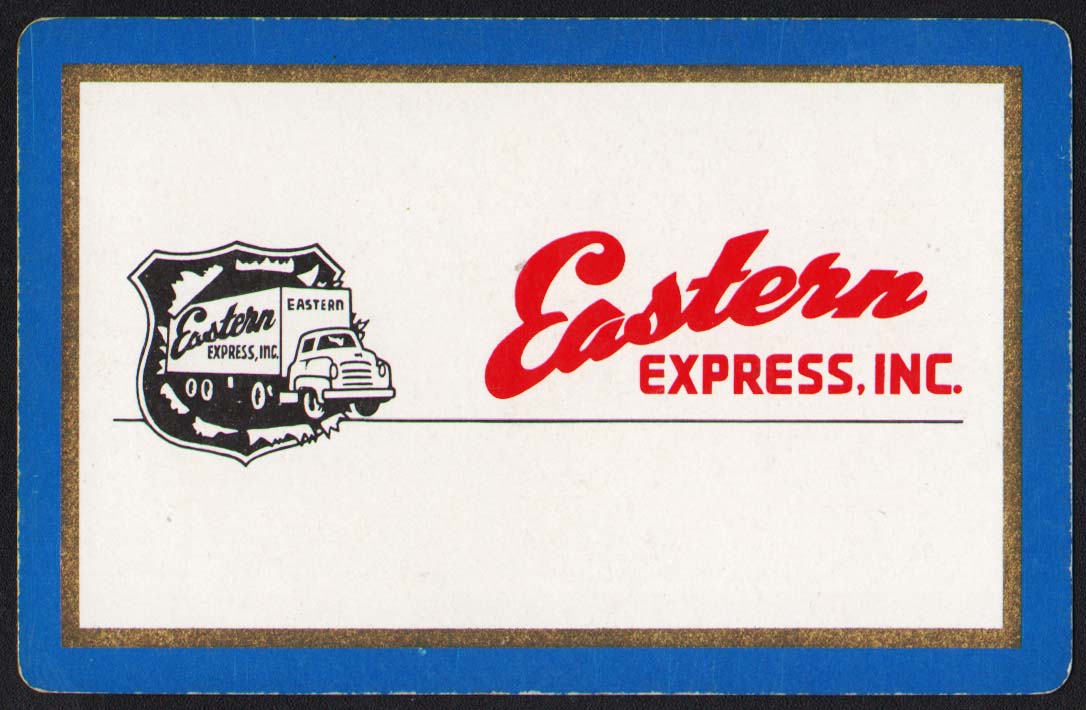 EASTERN
Eastern
EXPRESS, INC.
Eastern
EXPRESS, INC.